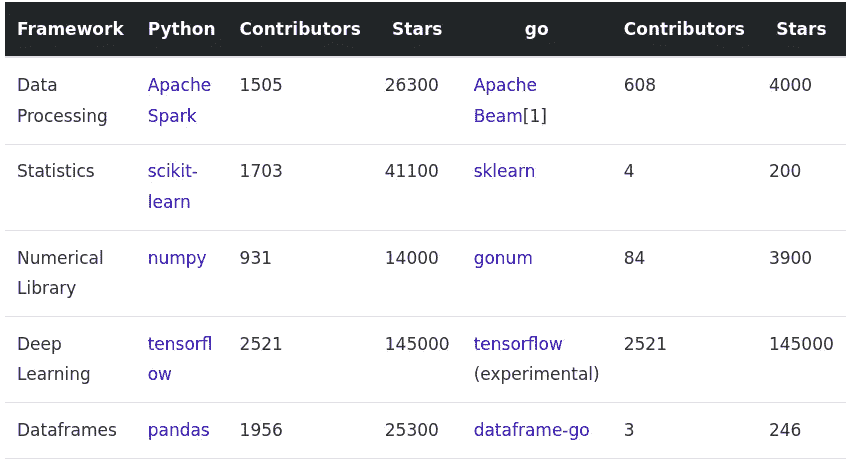 Framework Python Contributors Stars go Contributors Stars
Data Apache 1505 26300 Apache 608 4000
Processing Spark Beam[1]
Statistics scikit- 1703 41100 sklearn 4 200
learn
Numerical numpy 931 14000 gonum 84 3900
Library
Deep tensorfl 2521 145000 tensorflow 2521 145000
Learning ow (experimental)
Dataframes pandas 1956 25300 dataframe-go 3 246